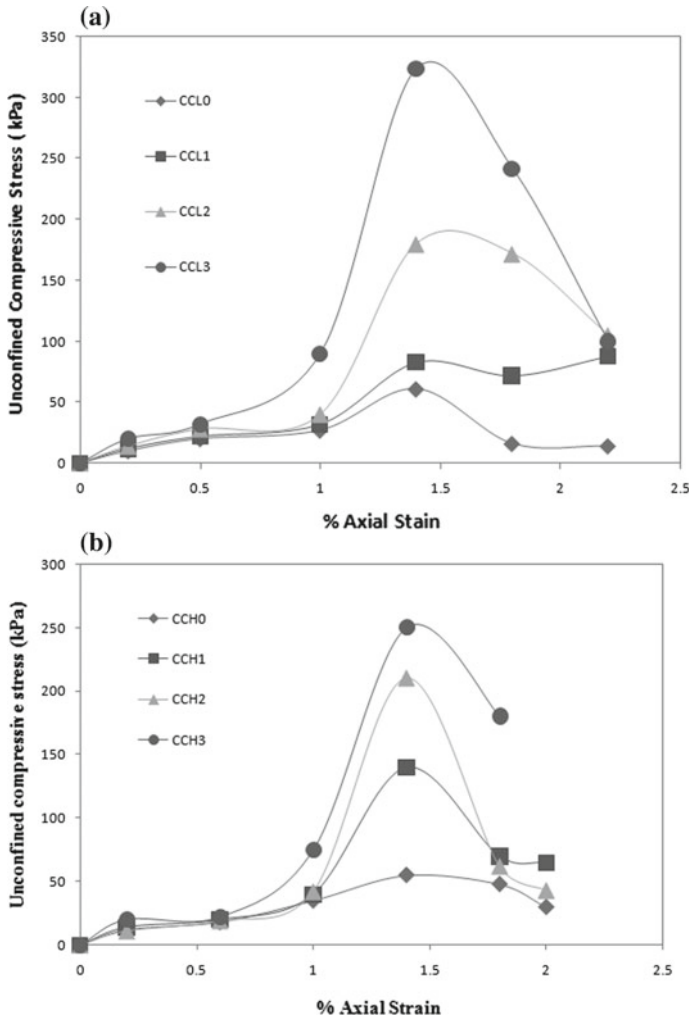 (a)
350
300
250
200
150
100
50
0
Unconfined Compressive Stress ( kPa)
CCL0
CCL1
CCL2
CCL3
0 0.5 1 1.5 2 2.5
% Axial Stain
(b)
300
250
200
150
100
50
0
Unconfined compressive stress (kPa)
CCH0
CCH1
CCH2
CCH3
0 0.5 1 1.5 2 2.5
% Axial Strain